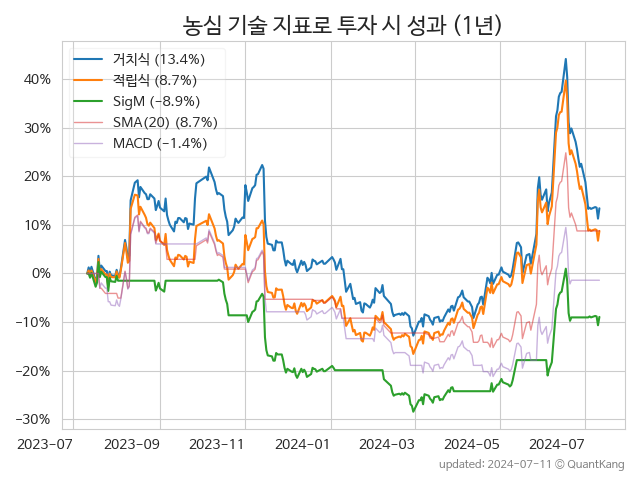 농심 기술 지표로 투자 시 성과 (1년)
거치식 (13.4%)
적립식 (8.7%)
SigM (−8.9%)
SMA(20) (8.7%)
MACD (−1.4%)
40%
30%
20%
10%
0%
−10%
−20%
−30%
2023-07 2023-09 2023-11 2024-01 2024-03 2024-05 2024-07
updated: 2024-07-11 ⓒ QuantKang